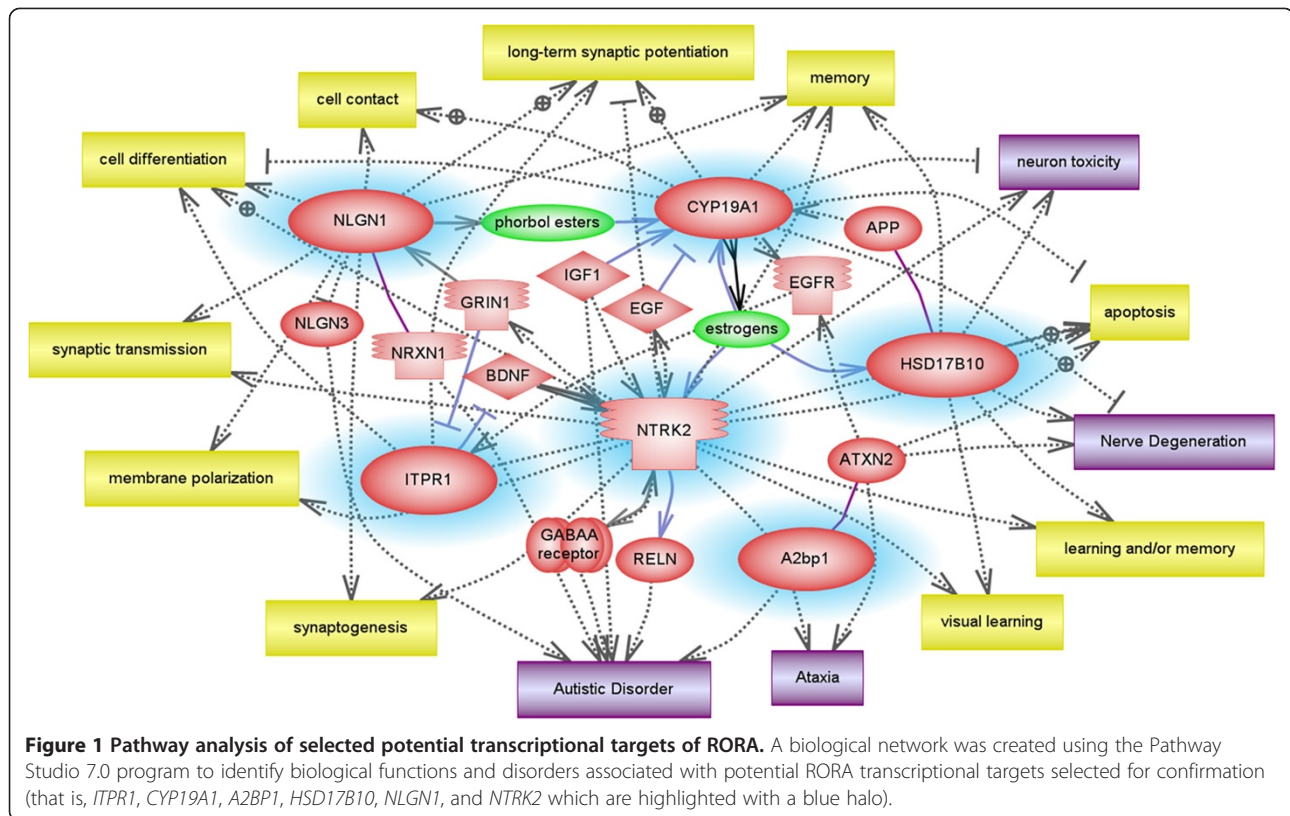 long-term synaptic potentiation
memory
cell contact
cell differentiation
neuron toxicity
NLGN1
phorbol esters
CYP19A1
APP
IGF1
EGFR
GRIN1
EGF
NLGN3
estrogens
apoptosis
synaptic transmission
NRXN1
HSD17B10
BDNF
NTRK2
Nerve Degeneration
ATXN2
membrane polarization
ITPR1
GABAA
receptor
RELN
A2bp1
learning and/or memory
synaptogenesis
visual learning
Autistic Disorder
Ataxia
Figure 1 Pathway analysis of selected potential transcriptional targets of RORA. A biological network was created using the Pathway
Studio 7.0 program to identify biological functions and disorders associated with potential RORA transcriptional targets selected for confirmation
(that is, ITPR1, CYP19A1, A2BP1, HSD17B10, NLGN1, and NTRK2 which are highlighted with a blue halo).